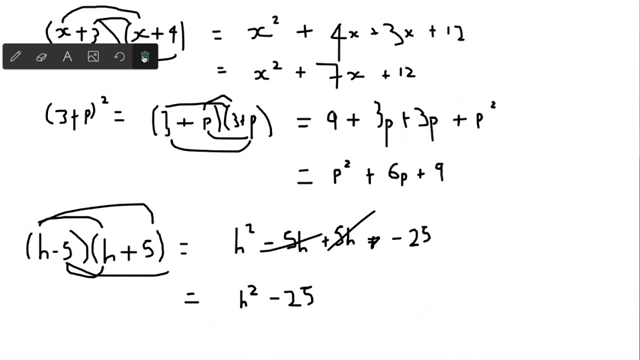 (x+3)(x+4) = x² + 4x + 3x + 12
= x² + 7x + 12
(3+p)² = (3+p)(3+p) = 9 + 3p + 3p + p²
= p² + 6p + 9
(h-5)(h+5) = h² - 5h + 5h - 25
= h² - 25